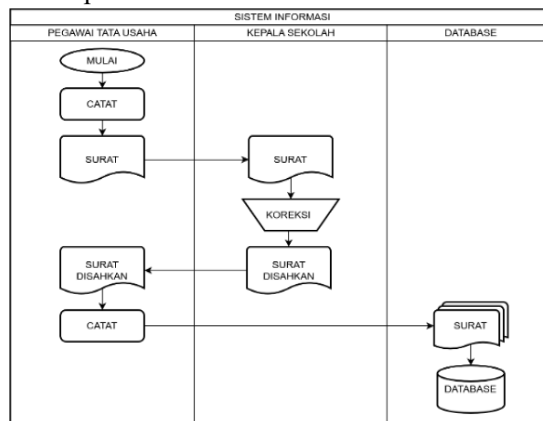 SISTEM INFORMASI
PEGAWAI TATA USAHA
KEPALA SEKOLAH
DATABASE
MULAI
CATAT
SURAT
SURAT
KOREKSI
SURAT
DISAHKAN
SURAT
DISAHKAN
CATAT
SURAT
DATABASE